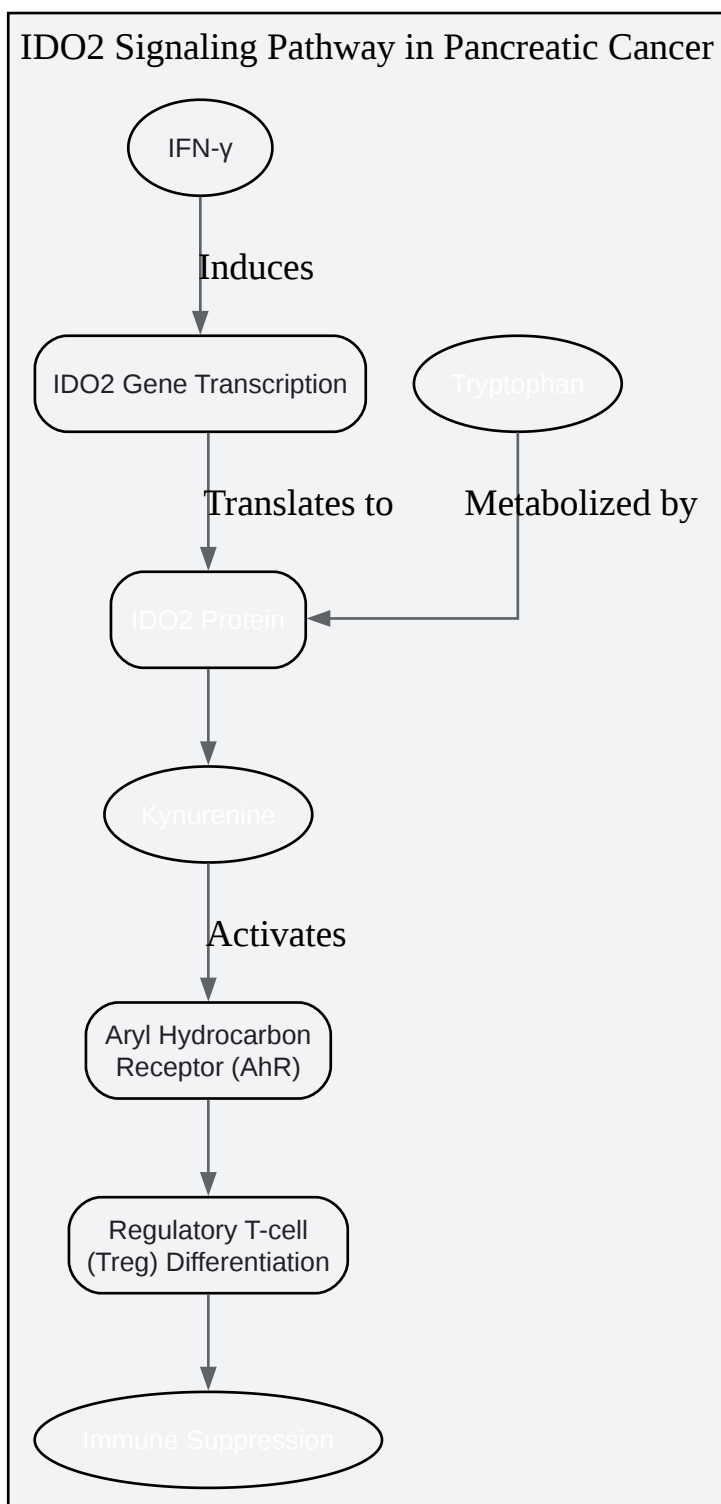 IDO2 Signaling Pathway in Pancreatic Cancer
IFN-γ
Induces
IDO2 Gene Transcription
Tryptophan
Translates to
Metabolized by
IDO2 Protein
Kynurenine
Activates
Aryl Hydrocarbon
Receptor (AhR)
Regulatory T-cell
(Treg) Differentiation
Immune Suppression